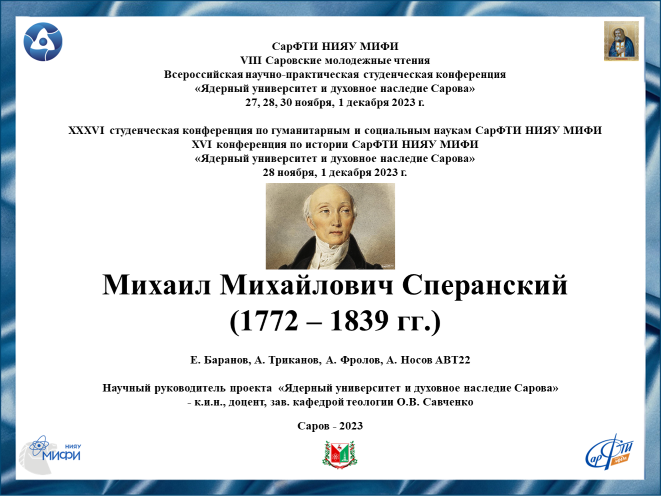 СарФТИ НИЯУ МИФИ
VIII Саровские молодежные чтения
Всероссийская научно-практическая студенческая конференция
«Ядерный университет и духовное наследие Сарова»
27, 28, 30 ноября, 1 декабря 2023 г.
XXXVI студенческая конференция по гуманитарным и социальным наукам СарФТИ НИЯУ МИФИ
XVI конференция по истории СарФТИ НИЯУ МИФИ
«Ядерный университет и духовное наследие Сарова»
28 ноября, 1 декабря 2023 г.
Михаил Михайлович Сперанский
(1772 – 1839 гг.)
Е. Баранов, А. Триканов, А. Фролов, А. Носов АВТ22
Научный руководитель проекта «Ядерный университет и духовное наследие Сарова»
- к.и.н., доцент, зав. кафедрой теологии О.В. Савченко
Саров - 2023
НИЯУ
МИФИ
СарФТИ